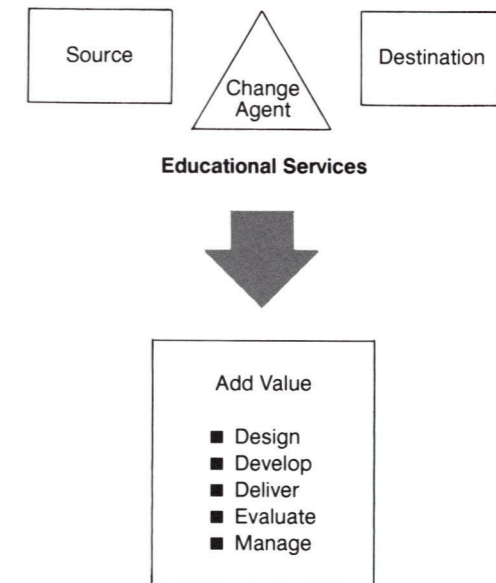 Source
Change
Agent
Destination
Educational Services
Add Value
■ Design
■ Develop
■ Deliver
■ Evaluate
■ Manage